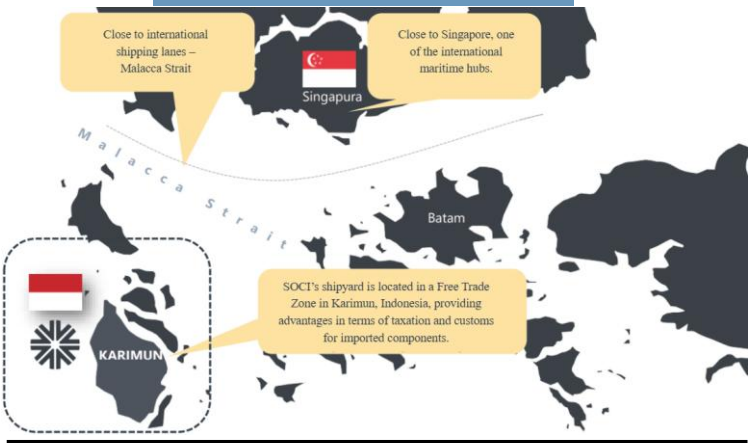 Close to international
shipping lanes –
Malacca Strait
Close to Singapore, one
of the international
maritime hubs.
Singapura
Malacca Strait
Batam
SOCI's shipyard is located in a Free Trade
Zone in Karimun, Indonesia, providing
advantages in terms of taxation and customs
for imported components.
KARIMUN